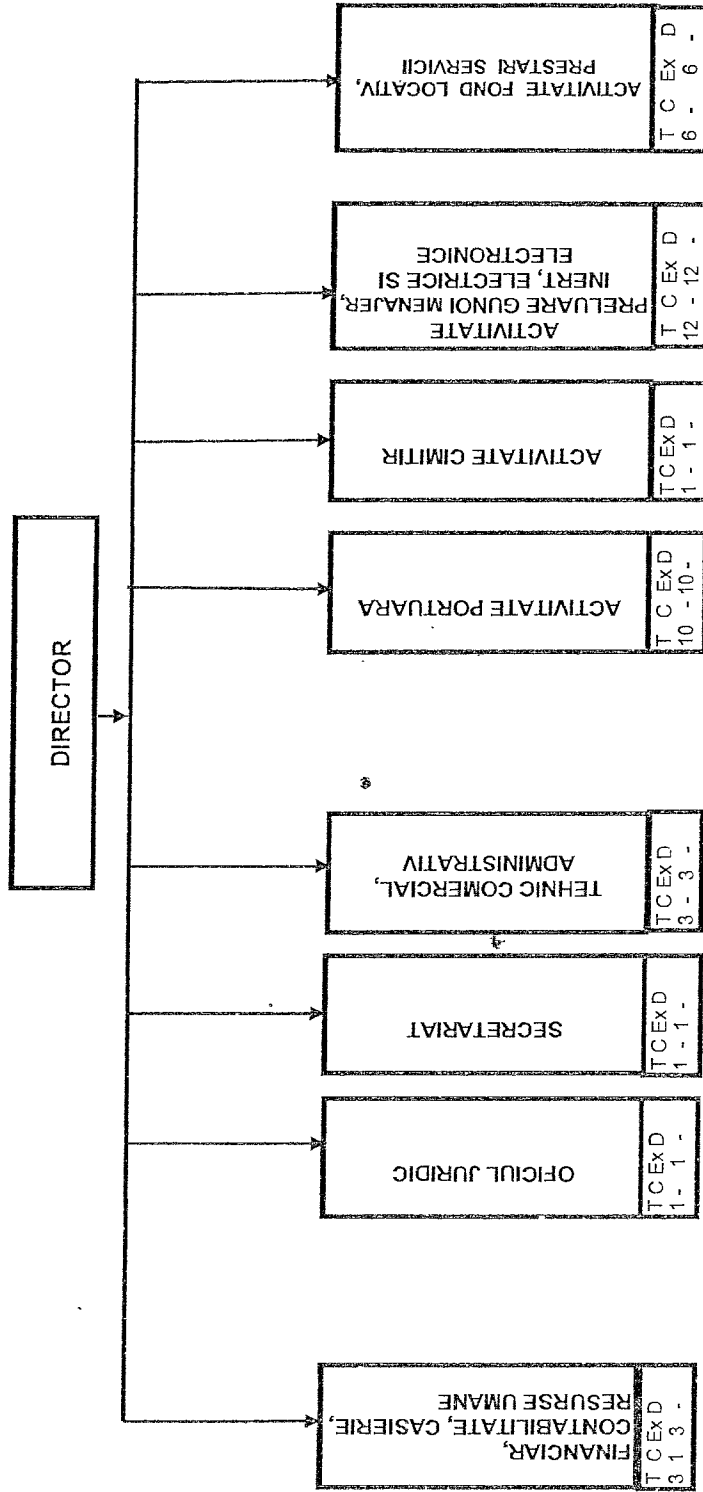 DIRECTOR
FINANCIAR,
CONTABILITATE, CASIERIE,
RESURSE UMANE
T C Ex D
3 1 3 -
OFICIUL JURIDIC
T C Ex D
1 - 1 -
SECRETARIAT
T C Ex D
1 - 1 -
TEHNIC COMERCIAL,
ADMINISTRATIV
T C Ex D
3 - 3 -
ACTIVITATE PORTUARA
T C Ex D
10 - 10 -
ACTIVITATE CIMITIR
T C Ex D
1 - 1 -
ACTIVITATE
PRELUARE GUNOI MENAJER,
INERT, ELECTRICE SI
ELECTRONICE
T C Ex D
12 - 12 -
ACTIVITATE FOND LOCATIV,
PRESTARI SERVICII
T C Ex D
6 - 6 -